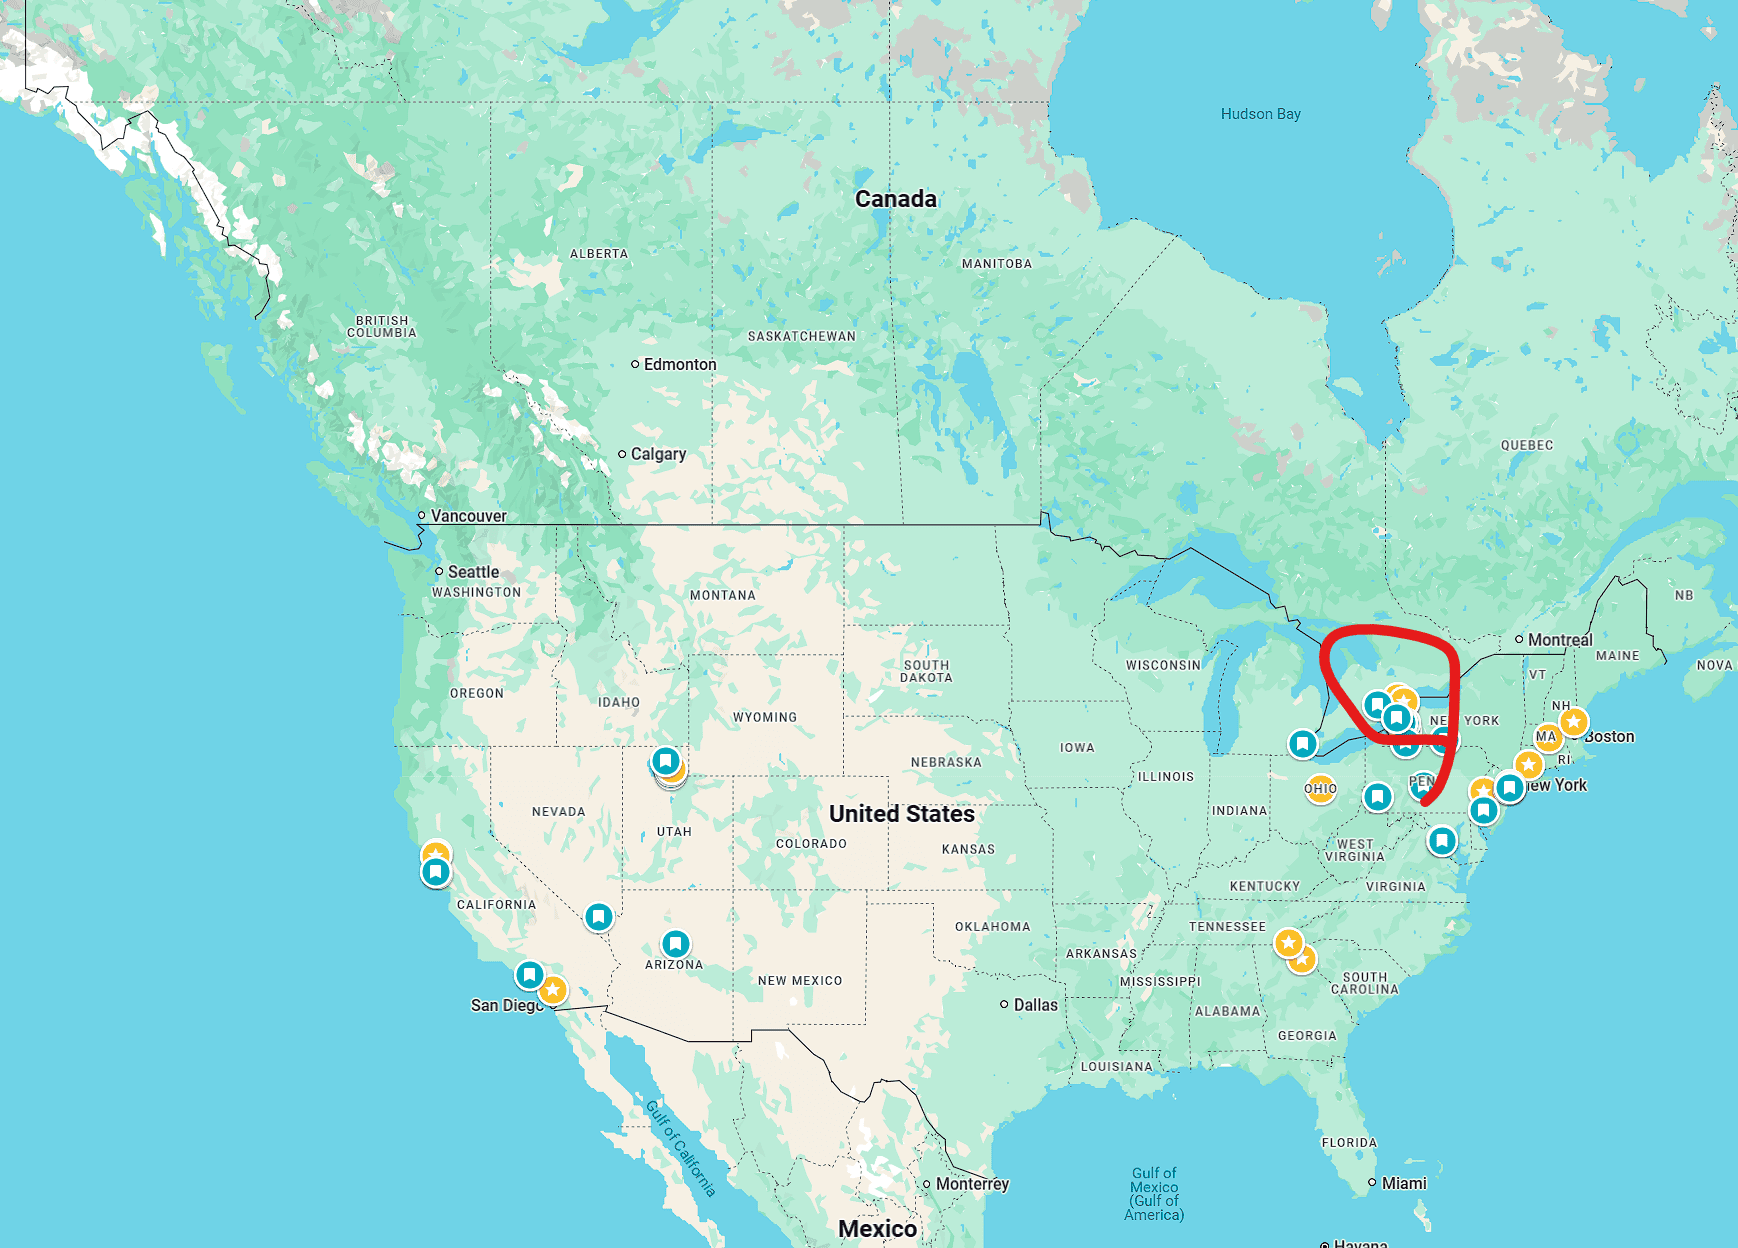 Hudson Bay
Canada
ALBERTA
MANITOBA
BRITISH
COLUMBIA
SASKATCHEWAN
Edmonton
QUEBEC
Calgary
Vancouver
Seattle
WASHINGTON
MONTANA
NB
Montreal
MAINE
NOVA
WISCONSIN
SOUTH
DAKOTA
VT
OREGON
IDAHO
WYOMING
NH
NEW YORK
MA
Boston
IOWA
RI
NEBRASKA
ILLINOIS
OHIO
PEN
New York
NEVADA
INDIANA
United States
UTAH
COLORADO
KANSAS
WEST
VIRGINIA
KENTUCKY
VIRGINIA
CALIFORNIA
OKLAHOMA
TENNESSEE
ARKANSAS
ARIZONA
NEW MEXICO
MISSISSIPPI
SOUTH
CAROLINA
San Diego
Dallas
ALABAMA
GEORGIA
LOUISIANA
Gulf of California
FLORIDA
Monterrey
Gulf of
Mexico
(Gulf of
America)
Miami
Mexico
Havana